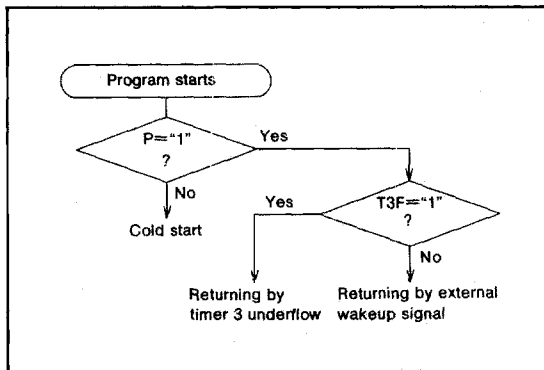 Program starts
P="1"
?
Yes
No
Cold start
T3F="1"
?
Yes
No
Returning by
timer 3 underflow
Returning by external
wakeup signal